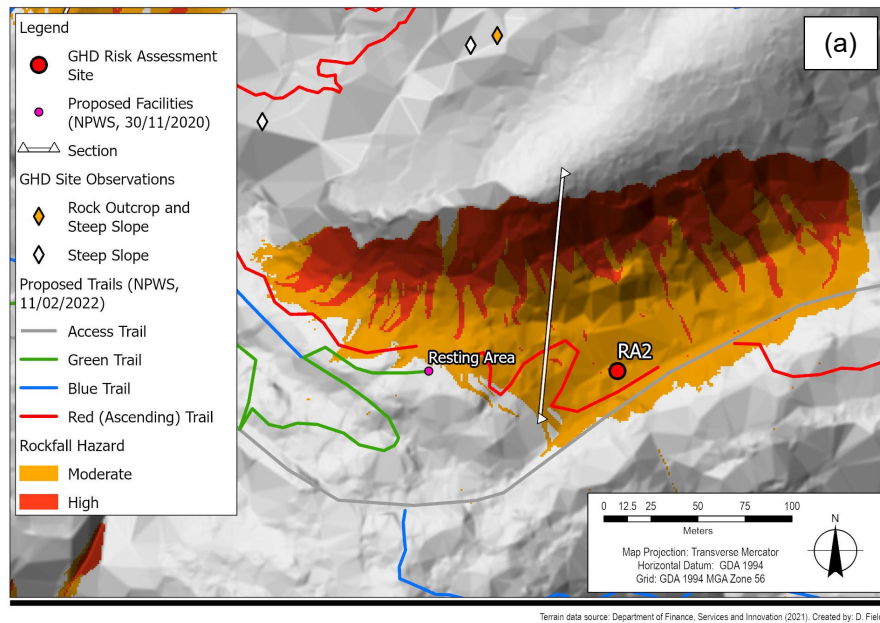 (a)
Legend
GHD Risk Assessment
Site
Proposed Facilities
(NPWS, 30/11/2020)
Section
GHD Site Observations
Rock Outcrop and
Steep Slope
Steep Slope
Proposed Trails (NPWS,
11/02/2022)
Access Trail
Green Trail
Blue Trail
Red (Ascending) Trail
Rockfall Hazard
Moderate
High
Resting Area
RA2
0 12.5 25 50 75 100
Meters
Map Projection: Transverse Mercator
Horizontal Datum: GDA 1994
Grid: GDA 1994 MGA Zone 56
N
Terrain data source: Department of Finance, Services and Innovation (2021). Created by: D. Fiel